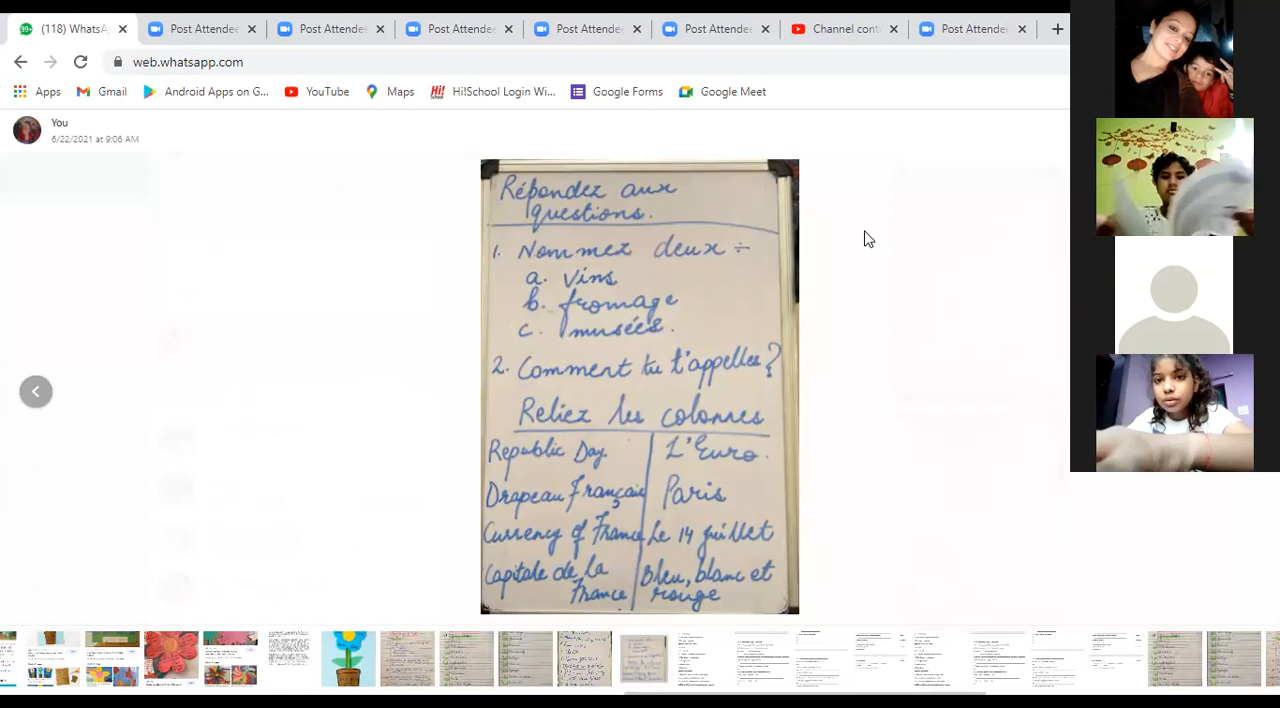 99+
(118) WhatsA
Post Attendee
Post Attendee
Post Attendee
Post Attendee
Post Attendee
Channel cont
Post Attendee
web.whatsapp.com
Apps
Gmail
Android Apps on G...
YouTube
Maps
Hi!
School
Hi!School Login Wi...
Google Forms
Google Meet
You
6/22/2021 at 9:06 AM
Répondez aux
questions.
1. Nommez deux ÷
a. vins
b. fromage
c. musées.
2. Comment tu t'appelles?
Reliez les colonnes
Republic Day. L'Euro.
Drapeau Français Paris
Currency of France Le 14 juillet
Capitale de la France Bleu, blanc et rouge